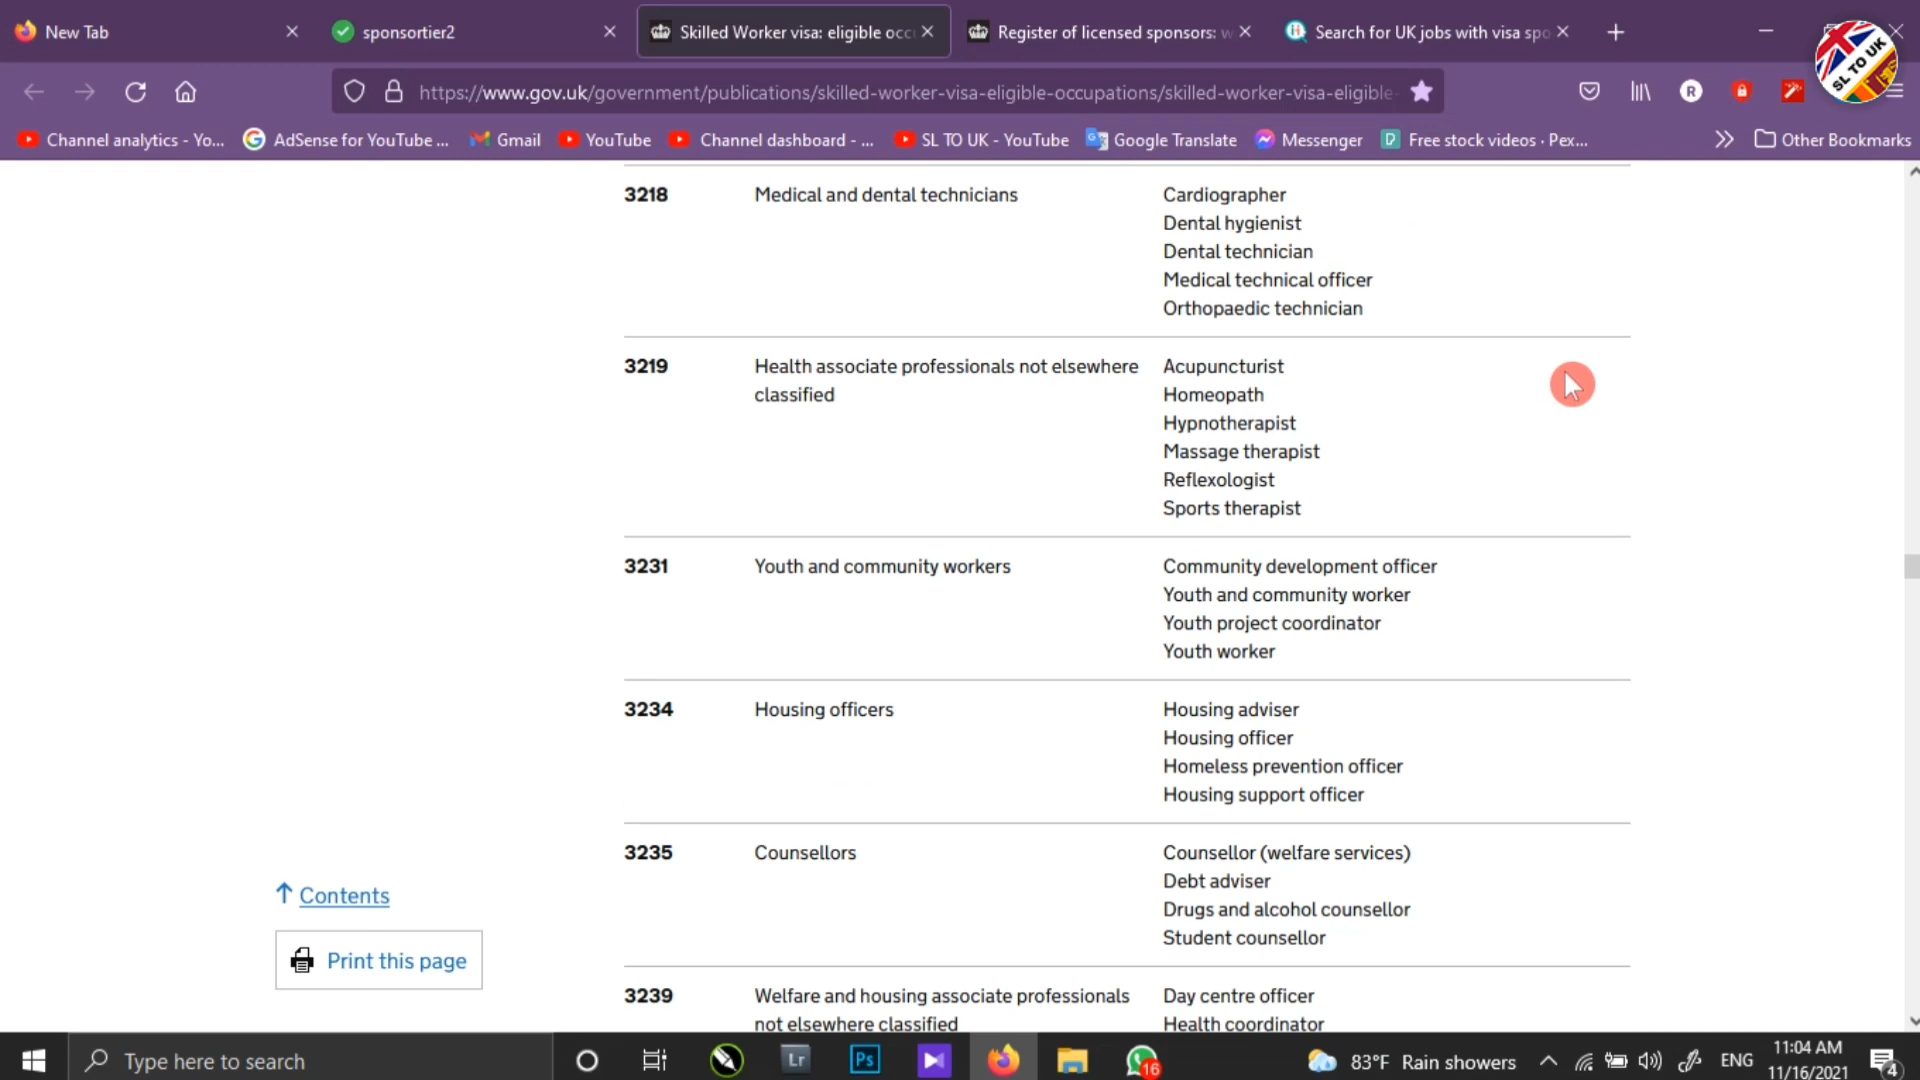 New Tab
sponsortier2
Skilled Worker visa: eligible occ
Register of licensed sponsors: w
Search for UK jobs with visa spo
SL TO UK
https://www.gov.uk/government/publications/skilled-worker-visa-eligible-occupations/skilled-worker-visa-eligible-
R
Channel analytics - Yo...
AdSense for YouTube ...
Gmail
YouTube
Channel dashboard - ...
SL TO UK - YouTube
Google Translate
Messenger
Free stock videos · Pex...
Other Bookmarks
3218 Medical and dental technicians Cardiographer
Dental hygienist
Dental technician
Medical technical officer
Orthopaedic technician
3219 Health associate professionals not elsewhere classified Acupuncturist
Homeopath
Hypnotherapist
Massage therapist
Reflexologist
Sports therapist
3231 Youth and community workers Community development officer
Youth and community worker
Youth project coordinator
Youth worker
3234 Housing officers Housing adviser
Housing officer
Homeless prevention officer
Housing support officer
3235 Counsellors Counsellor (welfare services)
Debt adviser
Drugs and alcohol counsellor
Student counsellor
3239 Welfare and housing associate professionals not elsewhere classified Day centre officer
Health coordinator
Contents
Print this page
Type here to search
Lr
Ps
16
83°F Rain showers
ENG
11:04 AM
11/16/2021
4